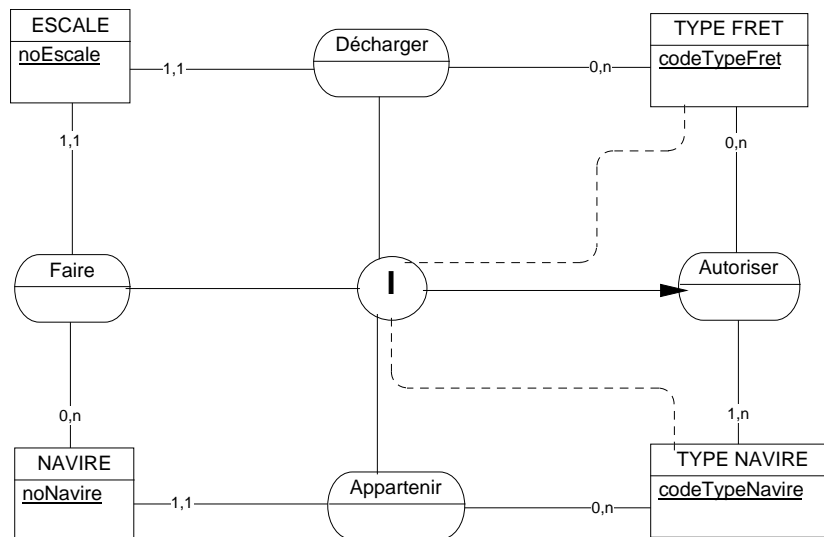 ESCALE
noEscale
Décharger
TYPE FRET
codeTypeFret
1,1
0,n
1,1
0,n
Faire
I
Autoriser
0,n
1,n
NAVIRE
noNavire
Appartenir
TYPE NAVIRE
codeTypeNavire
1,1
0,n